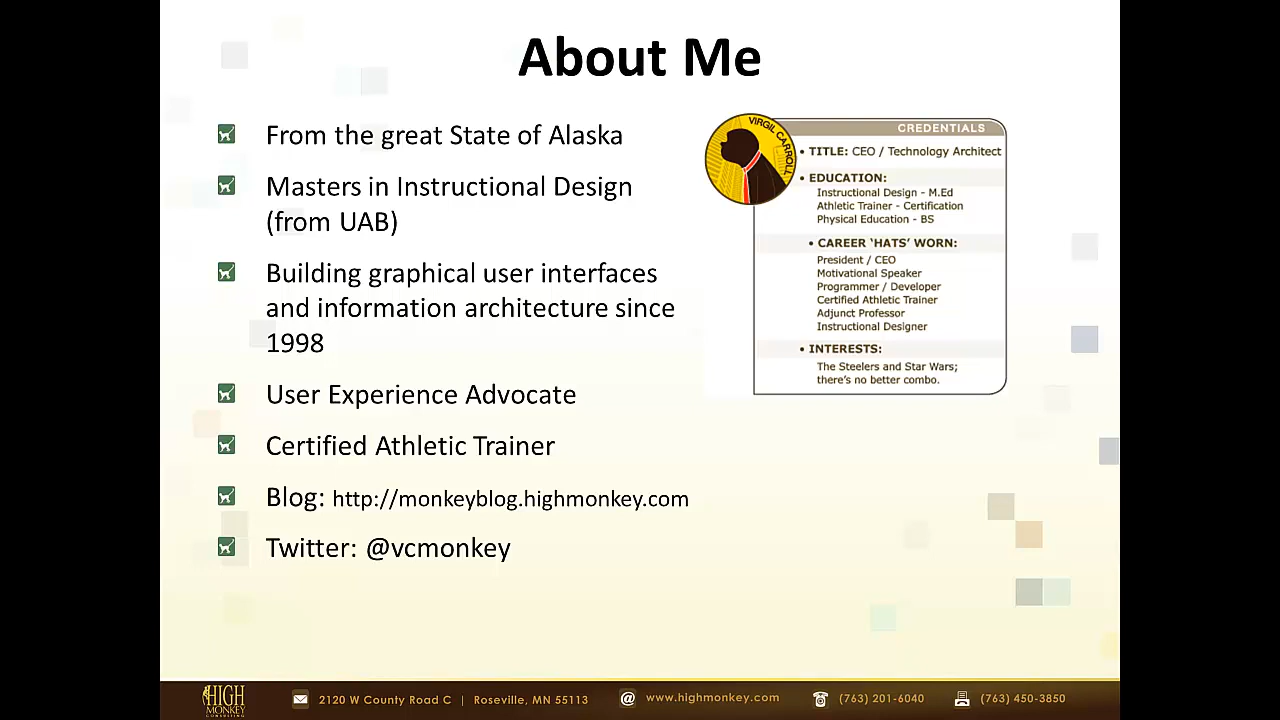 About Me
From the great State of Alaska
Masters in Instructional Design
(from UAB)
Building graphical user interfaces
and information architecture since
1998
User Experience Advocate
Certified Athletic Trainer
Blog: http://monkeyblog.highmonkey.com
Twitter: @vcmonkey
VIRGIL CARROLL
CREDENTIALS
• TITLE: CEO / Technology Architect
• EDUCATION:
Instructional Design - M.Ed
Athletic Trainer - Certification
Physical Education - BS
• CAREER ‘HATS’ WORN:
President / CEO
Motivational Speaker
Programmer / Developer
Certified Athletic Trainer
Adjunct Professor
Instructional Designer
• INTERESTS:
The Steelers and Star Wars;
there’s no better combo.
HIGH
MONKEY
CONSULTING
2120 W County Road C | Roseville, MN 55113
www.highmonkey.com
(763) 201-6040
(763) 450-3850